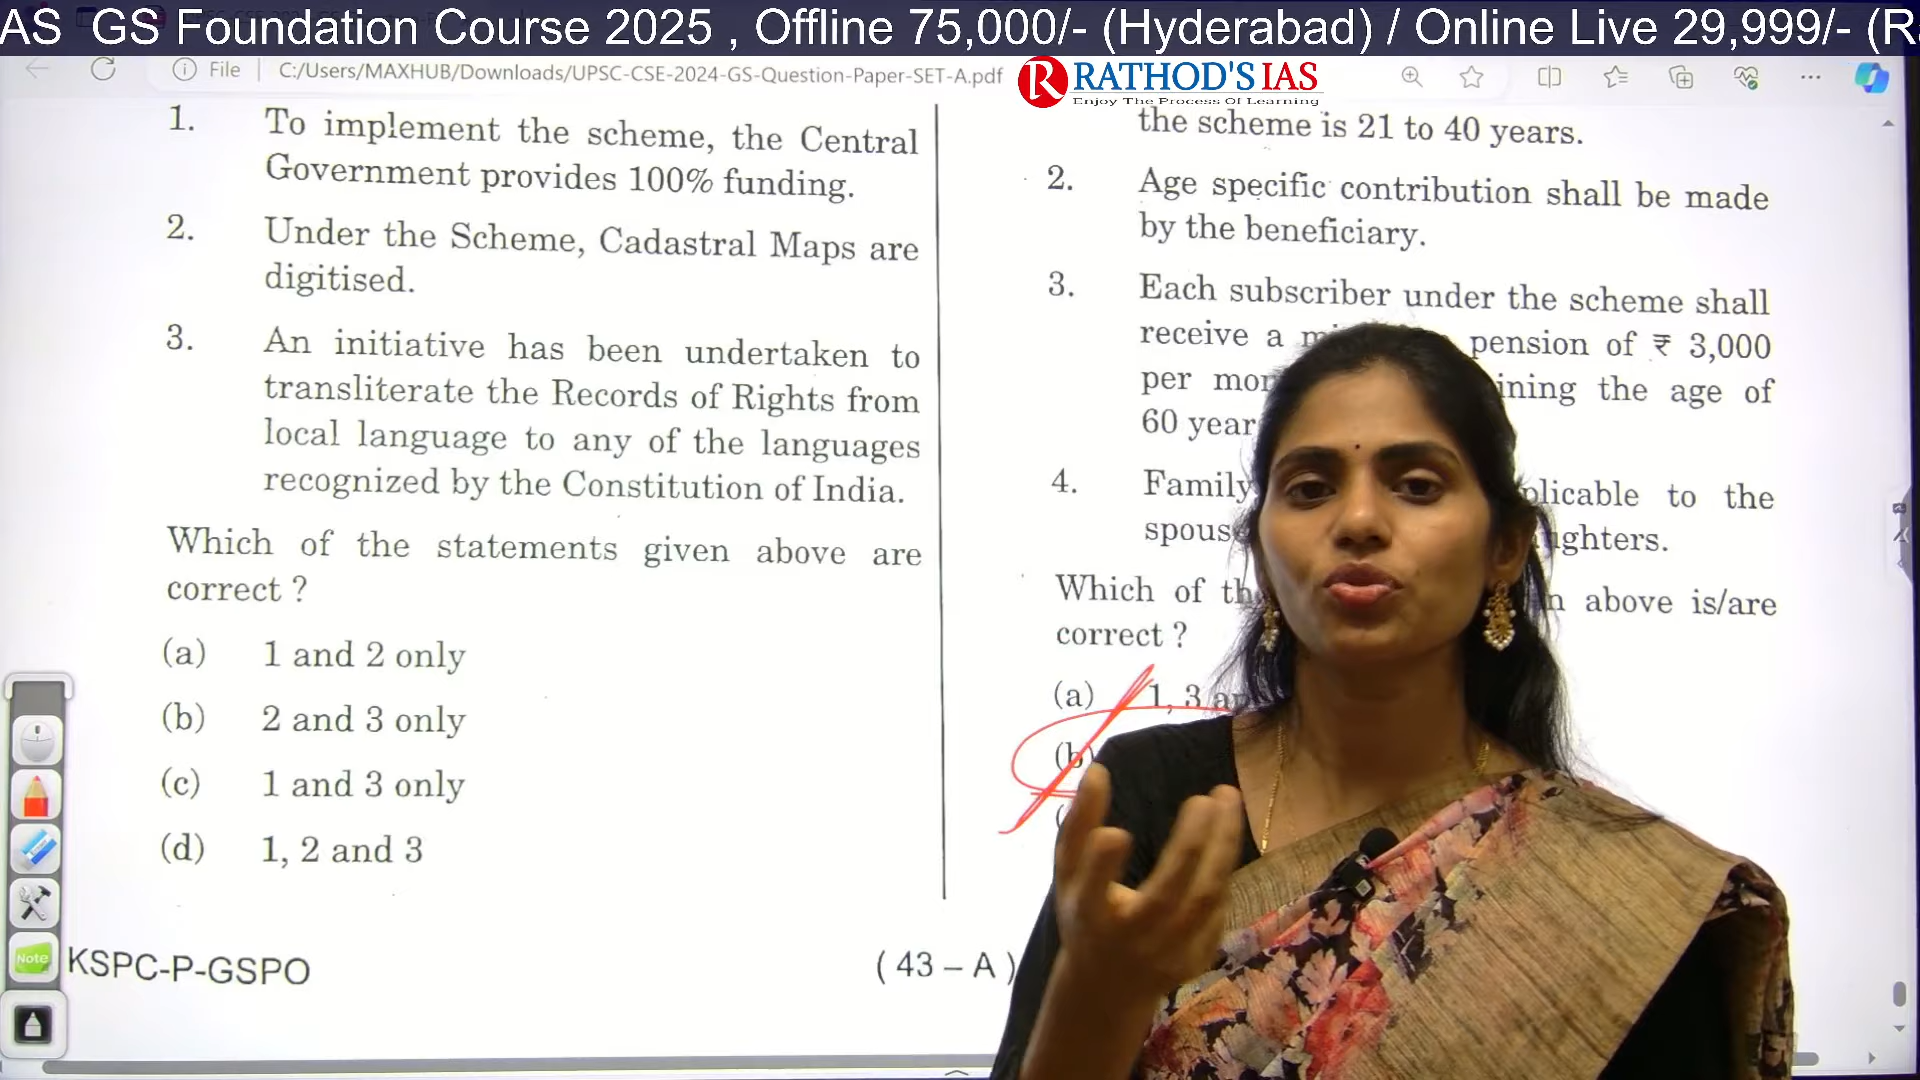 AS GS Foundation Course 2025 , Offline 75,000/- (Hyderabad) / Online Live 29,999/- (R
File
C:/Users/MAXHUB/Downloads/UPSC-CSE-2024-GS-Question-Paper-SET-A.pdf
RATHOD'S IAS
Enjoy The Process Of Learning
1. To implement the scheme, the Central
Government provides 100% funding.
2. Under the Scheme, Cadastral Maps are
digitised.
3. An initiative has been undertaken to
transliterate the Records of Rights from
local language to any of the languages
recognized by the Constitution of India.
Which of the statements given above are
correct ?
(a) 1 and 2 only
(b) 2 and 3 only
(c) 1 and 3 only
(d) 1, 2 and 3
KSPC-P-GSPO
( 43 – A )
the scheme is 21 to 40 years.
2. Age specific contribution shall be made
by the beneficiary.
3. Each subscriber under the scheme shall
receive a pension of ₹ 3,000
per the age of
60
4. Family to the
Which of above is/are
correct ?
(a) 1, 3
(b)
Note